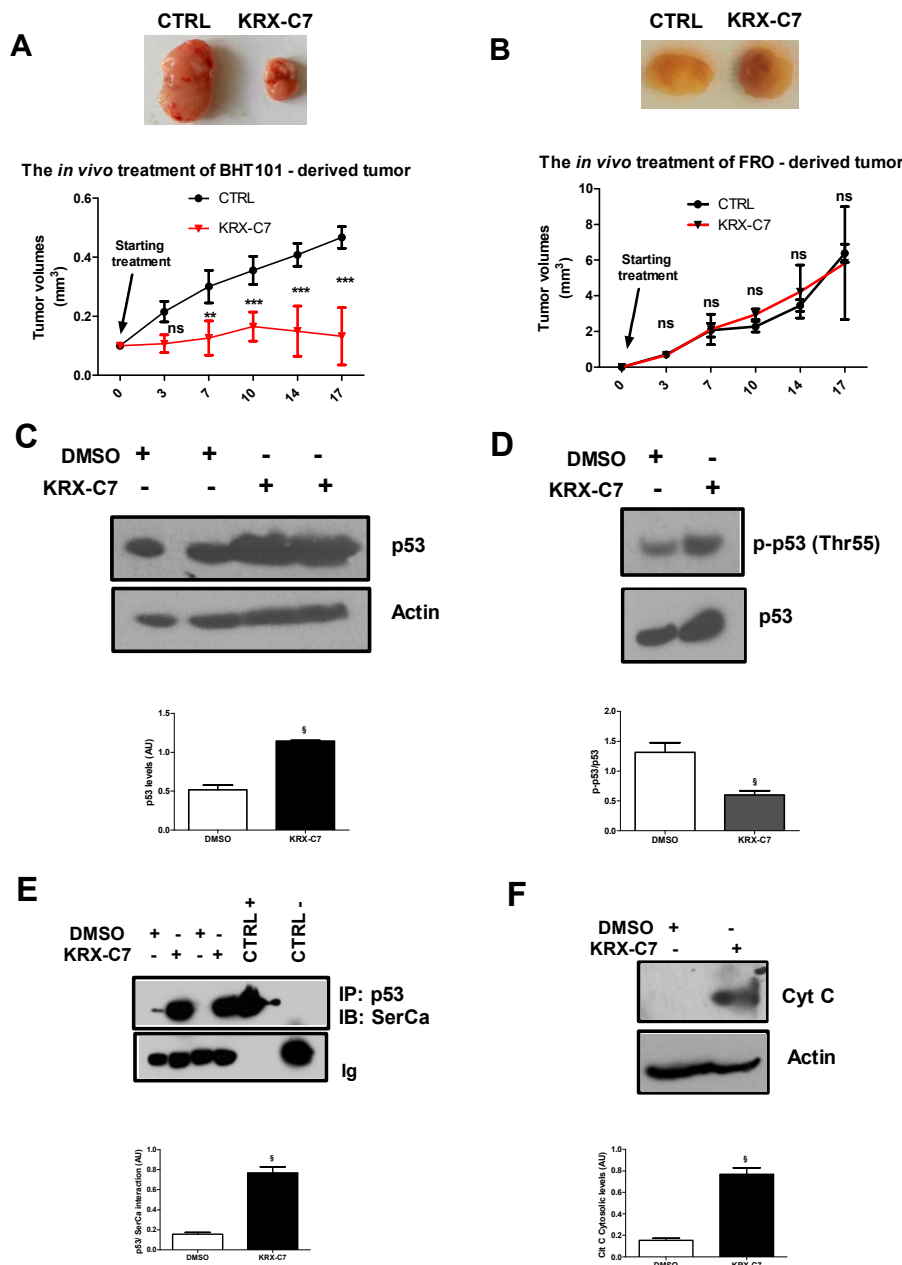 A
CTRL KRX-C7
The in vivo treatment of BHT101 - derived tumor
CTRL
KRX-C7
Starting
treatment
Tumor volumes
(mm3)
0.6
0.4
0.2
0.0
ns
**
***
***
***
0 3 7 10 14 17
B
CTRL KRX-C7
The in vivo treatment of FRO - derived tumor
CTRL
KRX-C7
Starting
treatment
Tumor volumes
(mm3)
10
8
6
4
2
0
ns
ns
ns
ns
ns
0 3 7 10 14 17
C
DMSO + + - -
KRX-C7 - - + +
p53
Actin
p53 levels (AU)
1.5
1.0
0.5
0.0
§
DMSO KRX-C7
D
DMSO + -
KRX-C7 - +
p-p53 (Thr55)
p53
p-p53/p53
2.0
1.5
1.0
0.5
0.0
§
DMSO KRX-C7
E
DMSO + - + -
KRX-C7 - + - +
CTRL +
CTRL -
IP: p53
IB: SerCa
Ig
p53/ SerCa interaction (AU)
1.0
0.8
0.6
0.4
0.2
0.0
§
DMSO KRX-C7
F
DMSO + -
KRX-C7 - +
Cyt C
Actin
Cit C Cytosolic levels (AU)
1.0
0.8
0.6
0.4
0.2
0.0
§
DMSO KRX-C7